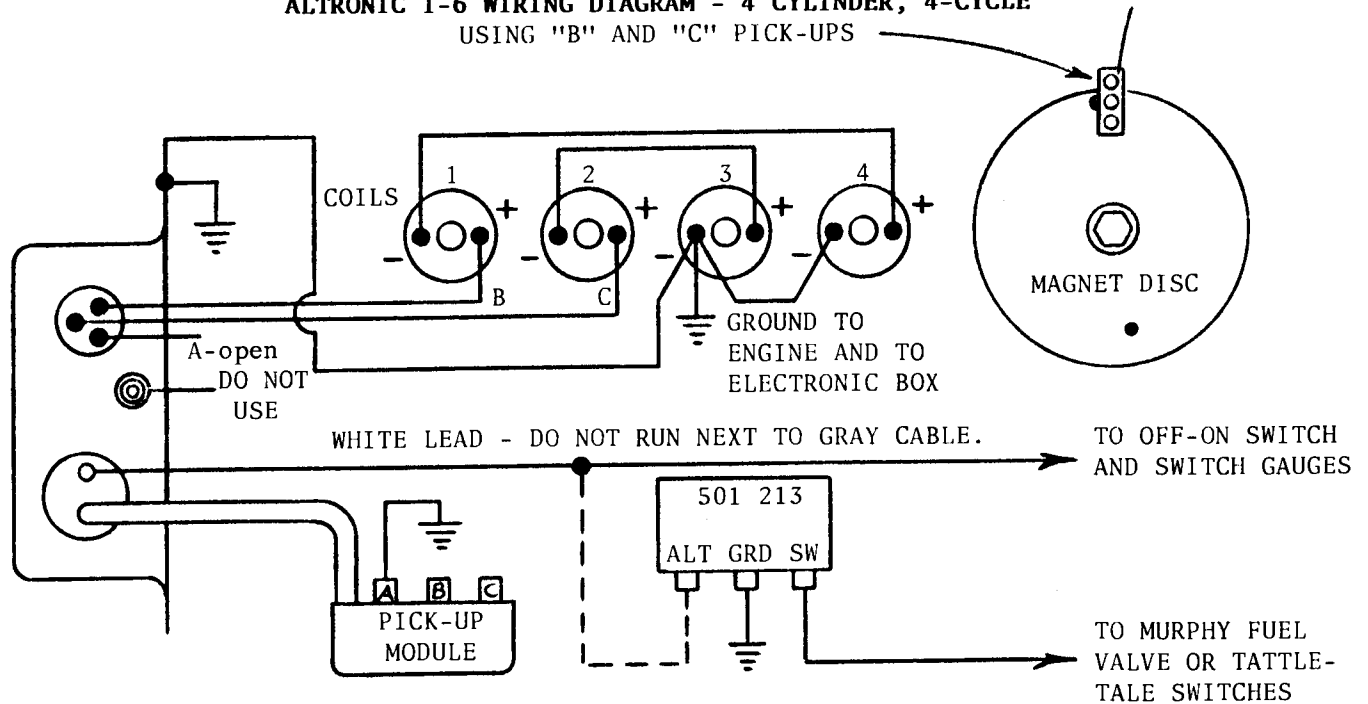 ALTRONIC I-6 WIRING DIAGRAM - 4 CYLINDER, 4-CYCLE
USING "B" AND "C" PICK-UPS
COILS
1
2
3
4
+
+
+
+
-
-
-
-
B
C
MAGNET DISC
A-open
DO NOT
USE
GROUND TO
ENGINE AND TO
ELECTRONIC BOX
WHITE LEAD - DO NOT RUN NEXT TO GRAY CABLE.
TO OFF-ON SWITCH
AND SWITCH GAUGES
501 213
ALT GRD SW
A
B
C
PICK-UP
MODULE
TO MURPHY FUEL
VALVE OR TATTLE-
TALE SWITCHES